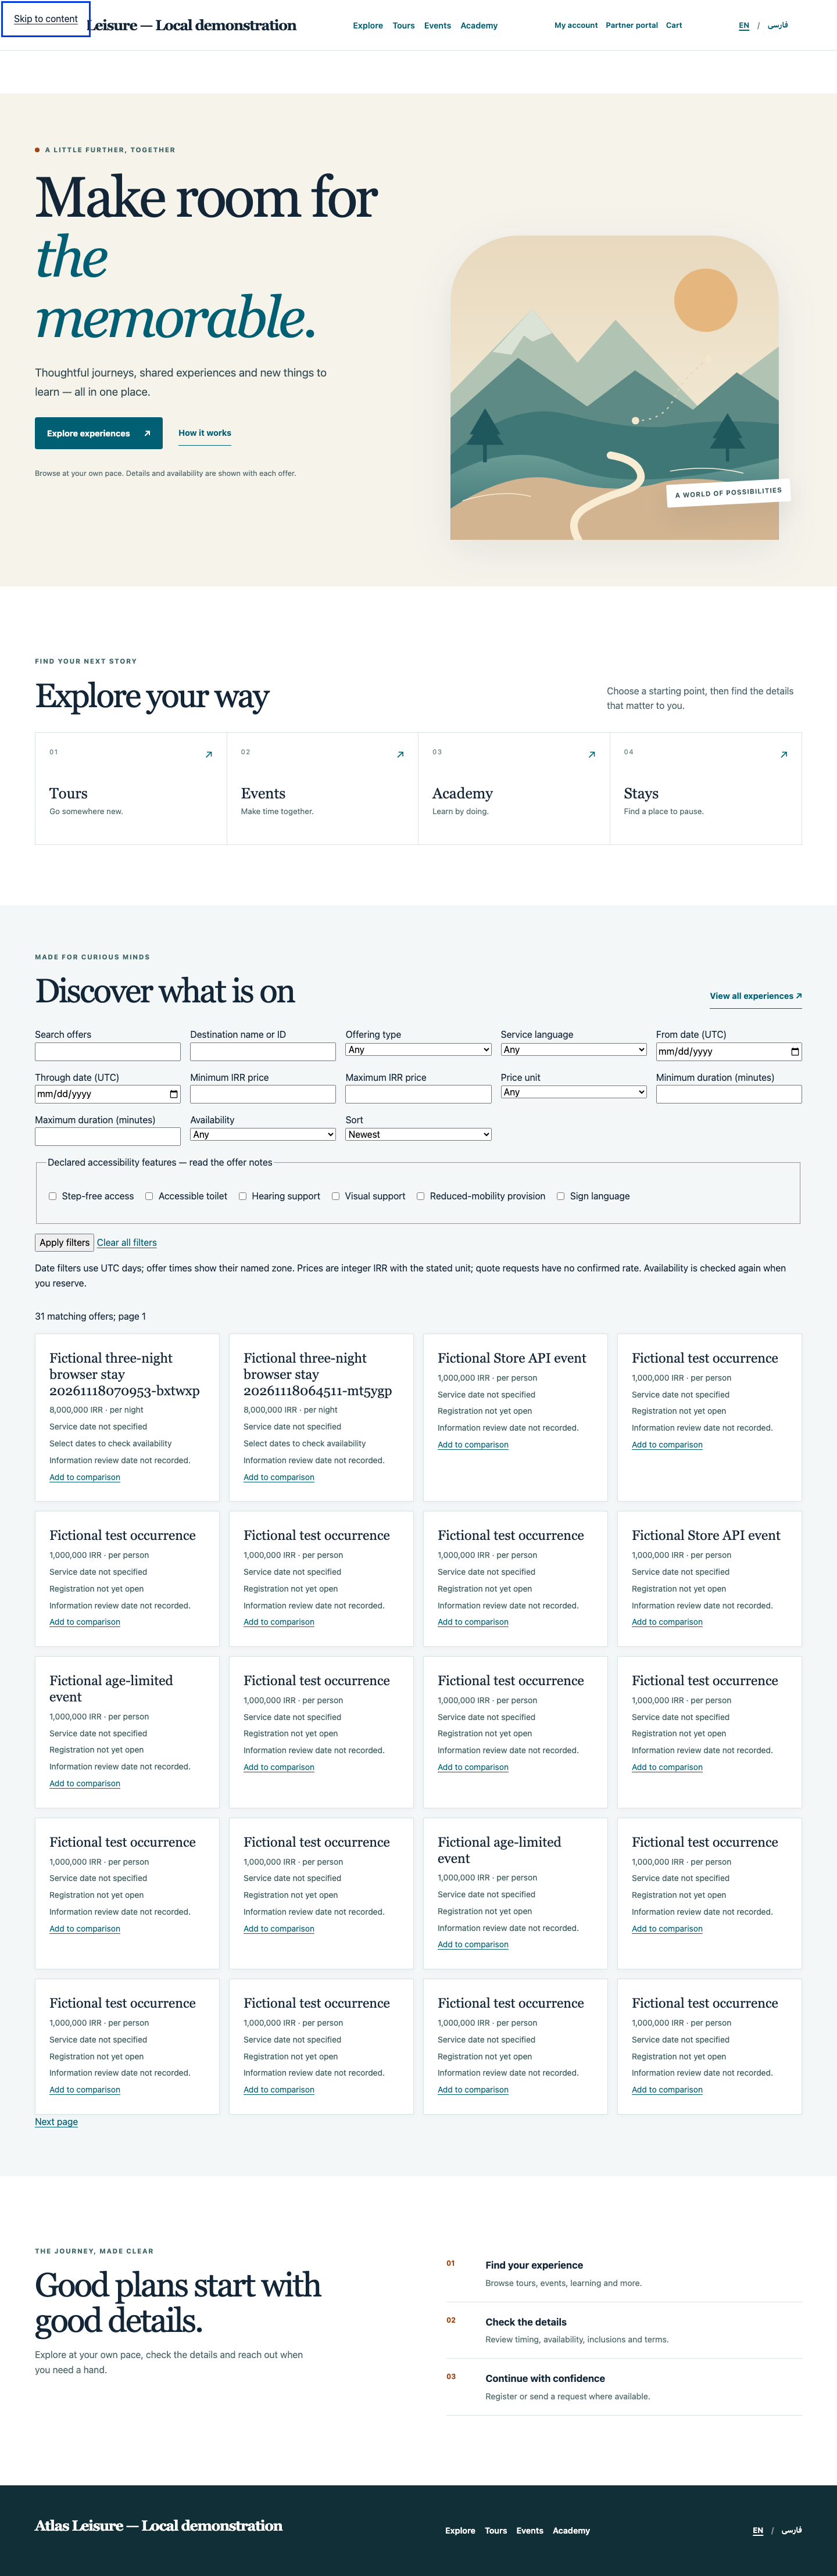 Skip to content
Leisure — Local demonstration
Explore Tours Events Academy
My account Partner portal Cart
EN / فارسی
A LITTLE FURTHER, TOGETHER
Make room for
the
memorable.
Thoughtful journeys, shared experiences and new things to
learn — all in one place.
Explore experiences ↗
How it works
Browse at your own pace. Details and availability are shown with each offer.
A WORLD OF POSSIBILITIES
FIND YOUR NEXT STORY
Explore your way
Choose a starting point, then find the details
that matter to you.
01 ↗
Tours
Go somewhere new.
02 ↗
Events
Make time together.
03 ↗
Academy
Learn by doing.
04 ↗
Stays
Find a place to pause.
MADE FOR CURIOUS MINDS
Discover what is on
View all experiences ↗
Search offers
Destination name or ID
Offering type
Any
Service language
Any
From date (UTC)
mm/dd/yyyy
Through date (UTC)
mm/dd/yyyy
Minimum IRR price
Maximum IRR price
Price unit
Any
Minimum duration (minutes)
Maximum duration (minutes)
Availability
Any
Sort
Newest
Declared accessibility features — read the offer notes
Step-free access
Accessible toilet
Hearing support
Visual support
Reduced-mobility provision
Sign language
Apply filters Clear all filters
Date filters use UTC days; offer times show their named zone. Prices are integer IRR with the stated unit; quote requests have no confirmed rate. Availability is checked again when
you reserve.
31 matching offers; page 1
Fictional three-night
browser stay
20261118070953-bxtwxp
8,000,000 IRR · per night
Service date not specified
Select dates to check availability
Information review date not recorded.
Add to comparison
Fictional three-night
browser stay
20261118064511-mt5ygp
8,000,000 IRR · per night
Service date not specified
Select dates to check availability
Information review date not recorded.
Add to comparison
Fictional Store API event
1,000,000 IRR · per person
Service date not specified
Registration not yet open
Information review date not recorded.
Add to comparison
Fictional test occurrence
1,000,000 IRR · per person
Service date not specified
Registration not yet open
Information review date not recorded.
Add to comparison
Fictional test occurrence
1,000,000 IRR · per person
Service date not specified
Registration not yet open
Information review date not recorded.
Add to comparison
Fictional test occurrence
1,000,000 IRR · per person
Service date not specified
Registration not yet open
Information review date not recorded.
Add to comparison
Fictional test occurrence
1,000,000 IRR · per person
Service date not specified
Registration not yet open
Information review date not recorded.
Add to comparison
Fictional Store API event
1,000,000 IRR · per person
Service date not specified
Registration not yet open
Information review date not recorded.
Add to comparison
Fictional age-limited
event
1,000,000 IRR · per person
Service date not specified
Registration not yet open
Information review date not recorded.
Add to comparison
Fictional test occurrence
1,000,000 IRR · per person
Service date not specified
Registration not yet open
Information review date not recorded.
Add to comparison
Fictional test occurrence
1,000,000 IRR · per person
Service date not specified
Registration not yet open
Information review date not recorded.
Add to comparison
Fictional test occurrence
1,000,000 IRR · per person
Service date not specified
Registration not yet open
Information review date not recorded.
Add to comparison
Fictional test occurrence
1,000,000 IRR · per person
Service date not specified
Registration not yet open
Information review date not recorded.
Add to comparison
Fictional test occurrence
1,000,000 IRR · per person
Service date not specified
Registration not yet open
Information review date not recorded.
Add to comparison
Fictional age-limited
event
1,000,000 IRR · per person
Service date not specified
Registration not yet open
Information review date not recorded.
Add to comparison
Fictional test occurrence
1,000,000 IRR · per person
Service date not specified
Registration not yet open
Information review date not recorded.
Add to comparison
Fictional test occurrence
1,000,000 IRR · per person
Service date not specified
Registration not yet open
Information review date not recorded.
Add to comparison
Fictional test occurrence
1,000,000 IRR · per person
Service date not specified
Registration not yet open
Information review date not recorded.
Add to comparison
Fictional test occurrence
1,000,000 IRR · per person
Service date not specified
Registration not yet open
Information review date not recorded.
Add to comparison
Fictional test occurrence
1,000,000 IRR · per person
Service date not specified
Registration not yet open
Information review date not recorded.
Add to comparison
Next page
THE JOURNEY, MADE CLEAR
Good plans start with
good details.
Explore at your own pace, check the details and reach out when
you need a hand.
01 Find your experience
Browse tours, events, learning and more.
02 Check the details
Review timing, availability, inclusions and terms.
03 Continue with confidence
Register or send a request where available.
Atlas Leisure — Local demonstration
Explore Tours Events Academy
EN / فارسی